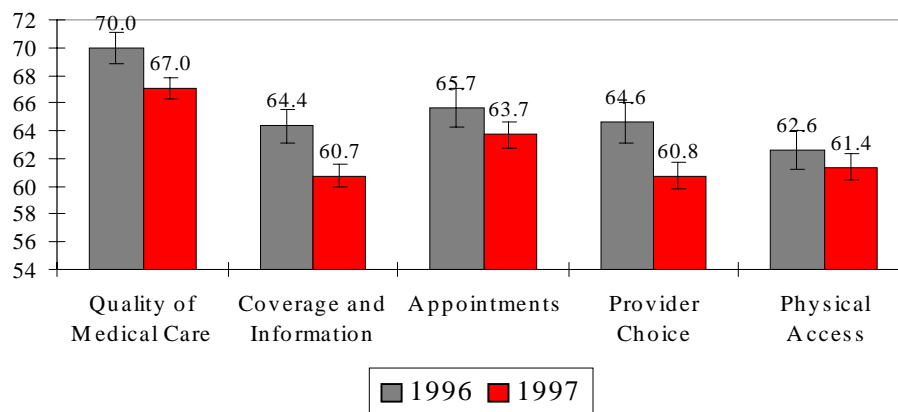 72
70
68
66
64
62
60
58
56
54
70.0
67.0
64.4
60.7
65.7
63.7
64.6
60.8
62.6
61.4
Quality of
Medical Care
Coverage and
Information
Appointments
Provider
Choice
Physical
Access
1996 1997